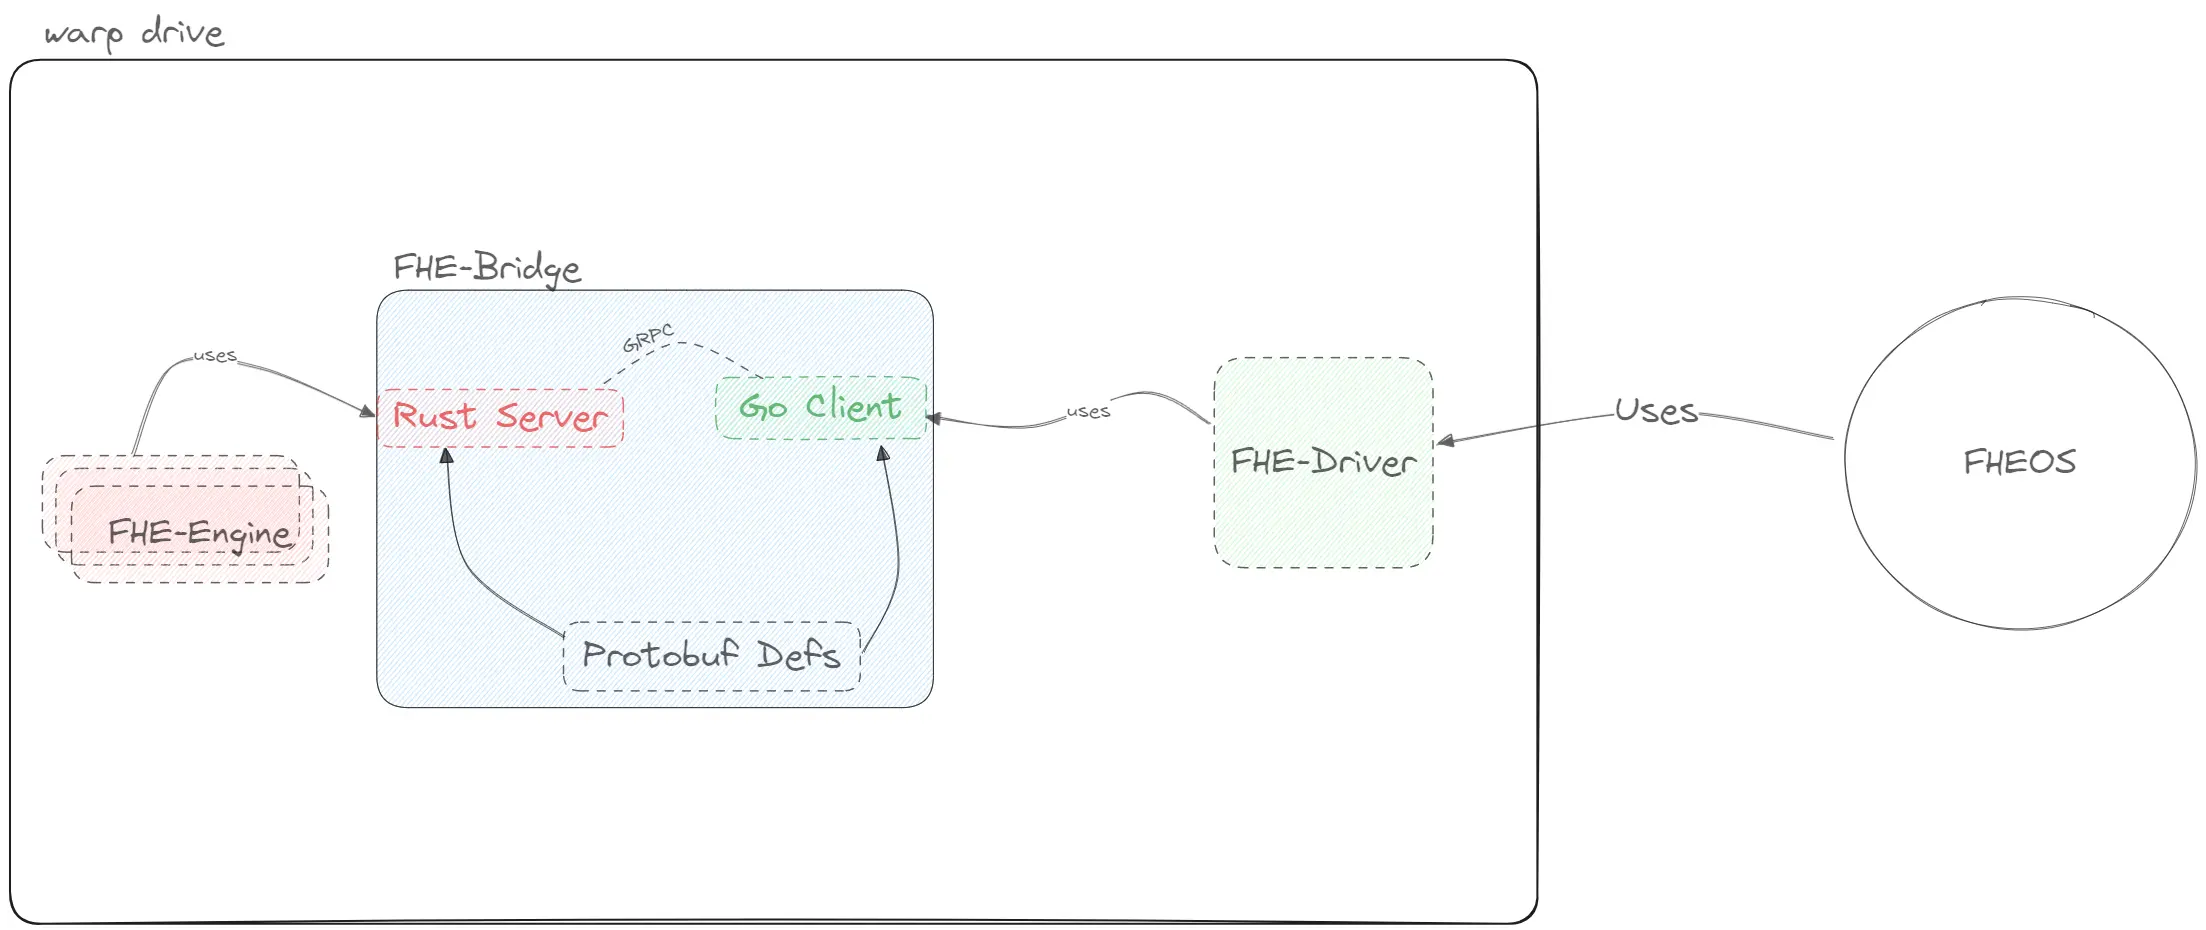 warp drive
FHE-Bridge
GRPC
uses
Rust Server
Go Client
uses
Uses
FHE-Driver
FHEOS
FHE-Engine
Protobuf Defs